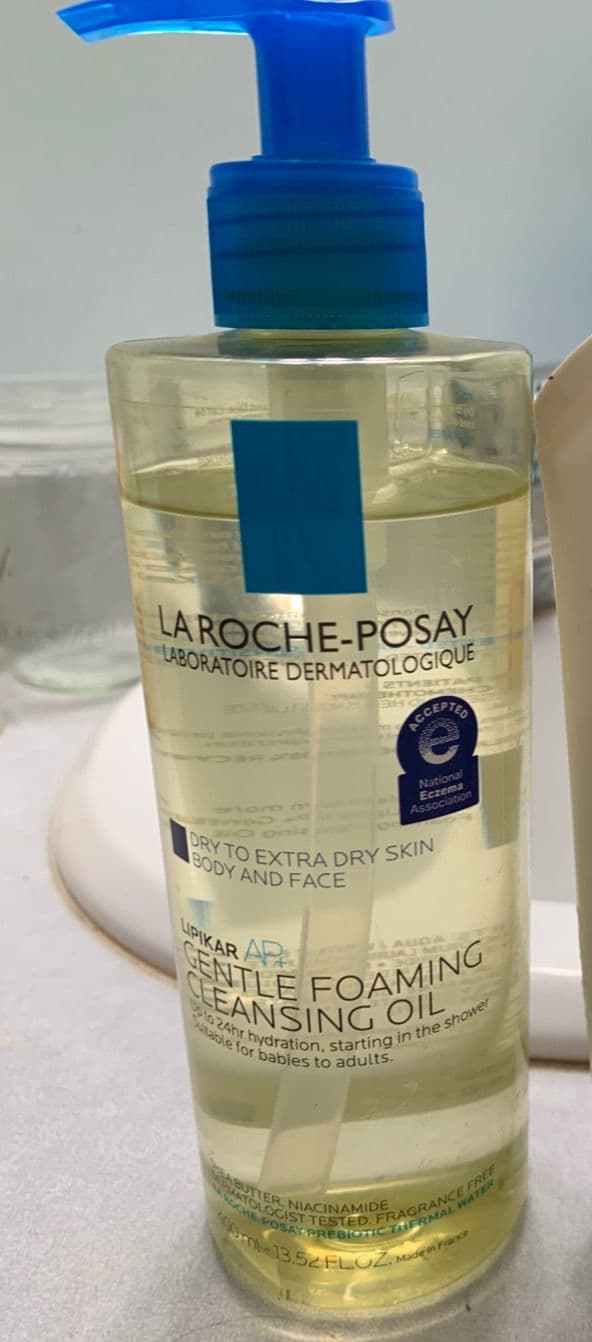 LA ROCHE-POSAY
LABORATOIRE DERMATOLOGIQUE
ACCEPTED
e
National
Eczema
Association
DRY TO EXTRA DRY SKIN
BODY AND FACE
LIPIKAR AP+
GENTLE FOAMING
CLEANSING OIL
Up to 24hr hydration, starting in the shower
Suitable for babies to adults.
SHEA BUTTER. NIACINAMIDE
DERMATOLOGIST TESTED. FRAGRANCE FREE
LA ROCHE-POSAY PREBIOTIC THERMAL WATER
400 ml - 13.52 FL.OZ. Made in France